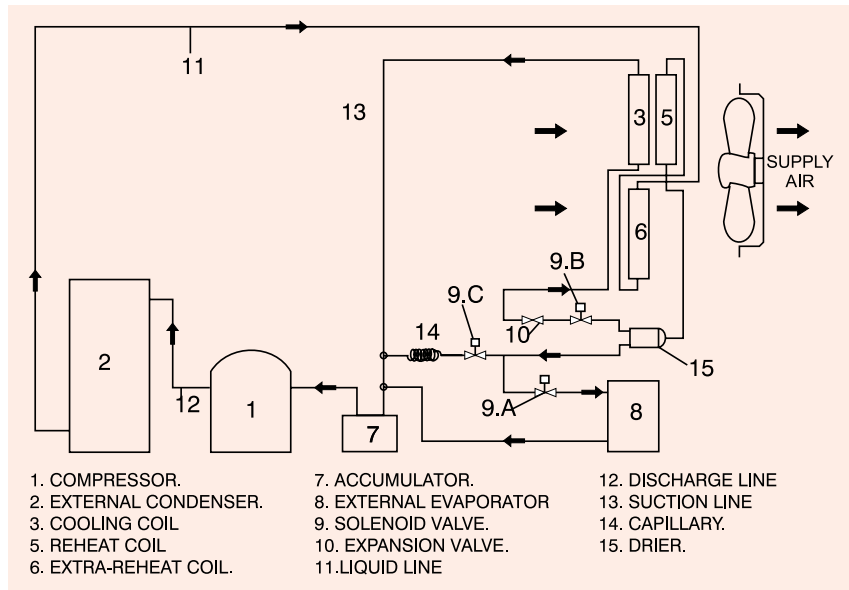 11
13
3
5
SUPPLY
AIR
6
9.B
9.C
14
10
15
2
12
1
9.A
8
7
1. COMPRESSOR.
2. EXTERNAL CONDENSER.
3. COOLING COIL
5. REHEAT COIL
6. EXTRA-REHEAT COIL.
7. ACCUMULATOR.
8. EXTERNAL EVAPORATOR
9. SOLENOID VALVE.
10. EXPANSION VALVE.
11.LIQUID LINE
12. DISCHARGE LINE
13. SUCTION LINE
14. CAPILLARY.
15. DRIER.